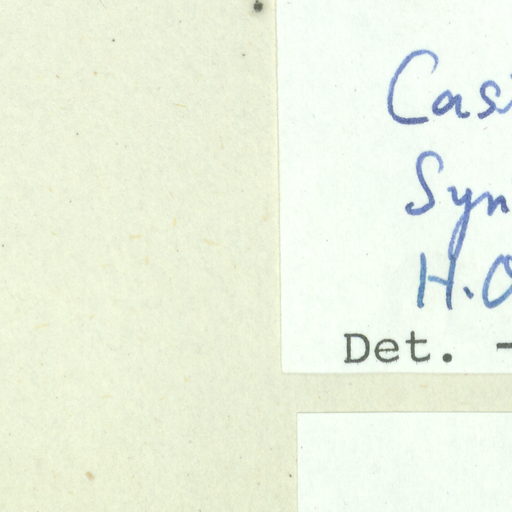 Cas
Syn
H.O
Det. -